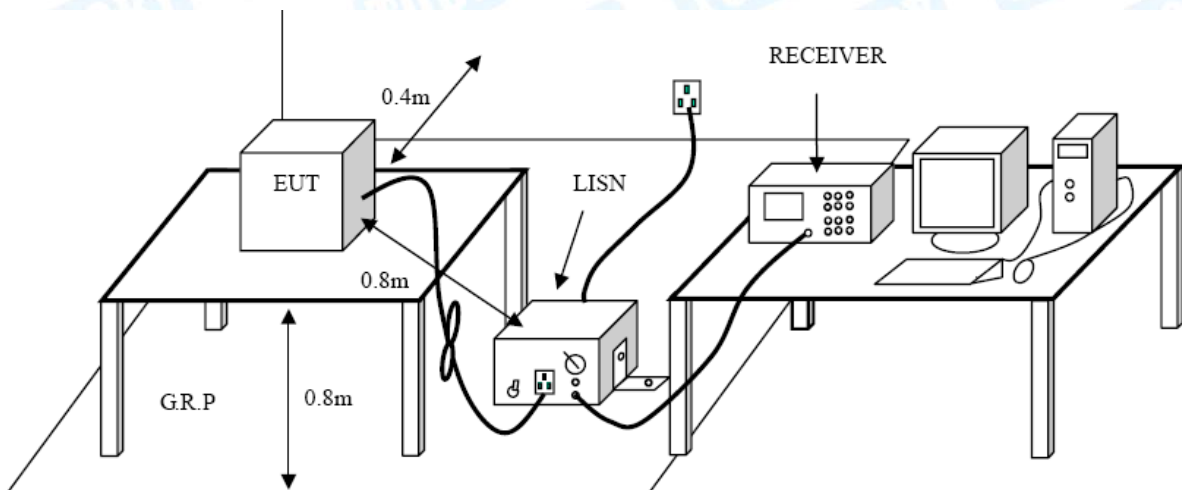 RECEIVER
0.4m
EUT
LISN
0.8m
G.R.P
0.8m